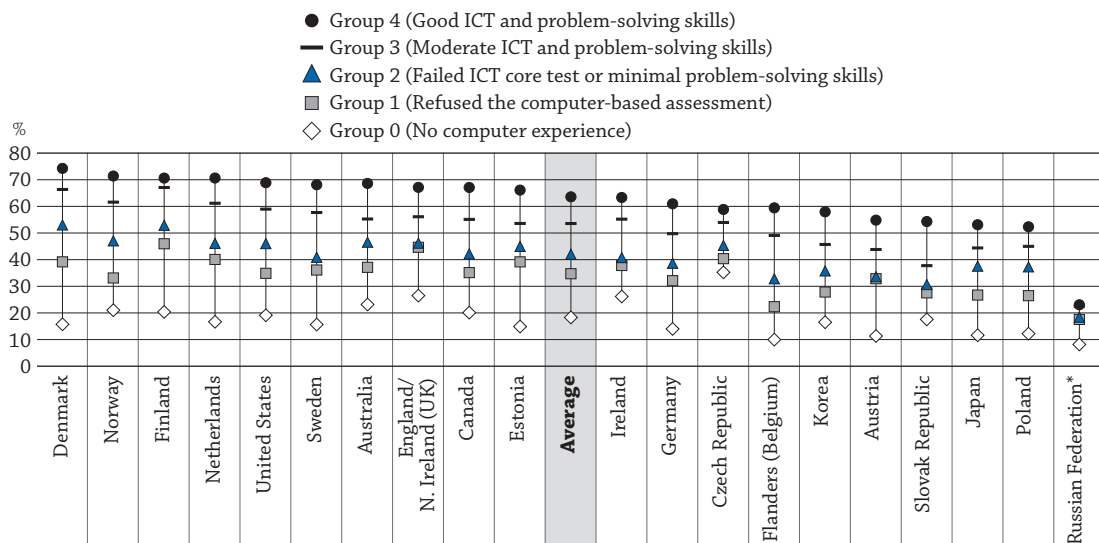 Group 4 (Good ICT and problem-solving skills)
Group 3 (Moderate ICT and problem-solving skills)
Group 2 (Failed ICT core test or minimal problem-solving skills)
Group 1 (Refused the computer-based assessment)
Group 0 (No computer experience)
%
80
70
60
50
40
30
20
10
0
Denmark
Norway
Finland
Netherlands
United States
Sweden
Australia
England/
N. Ireland (UK)
Canada
Estonia
Average
Ireland
Germany
Czech Republic
Flanders (Belgium)
Korea
Austria
Slovak Republic
Japan
Poland
Russian Federation*